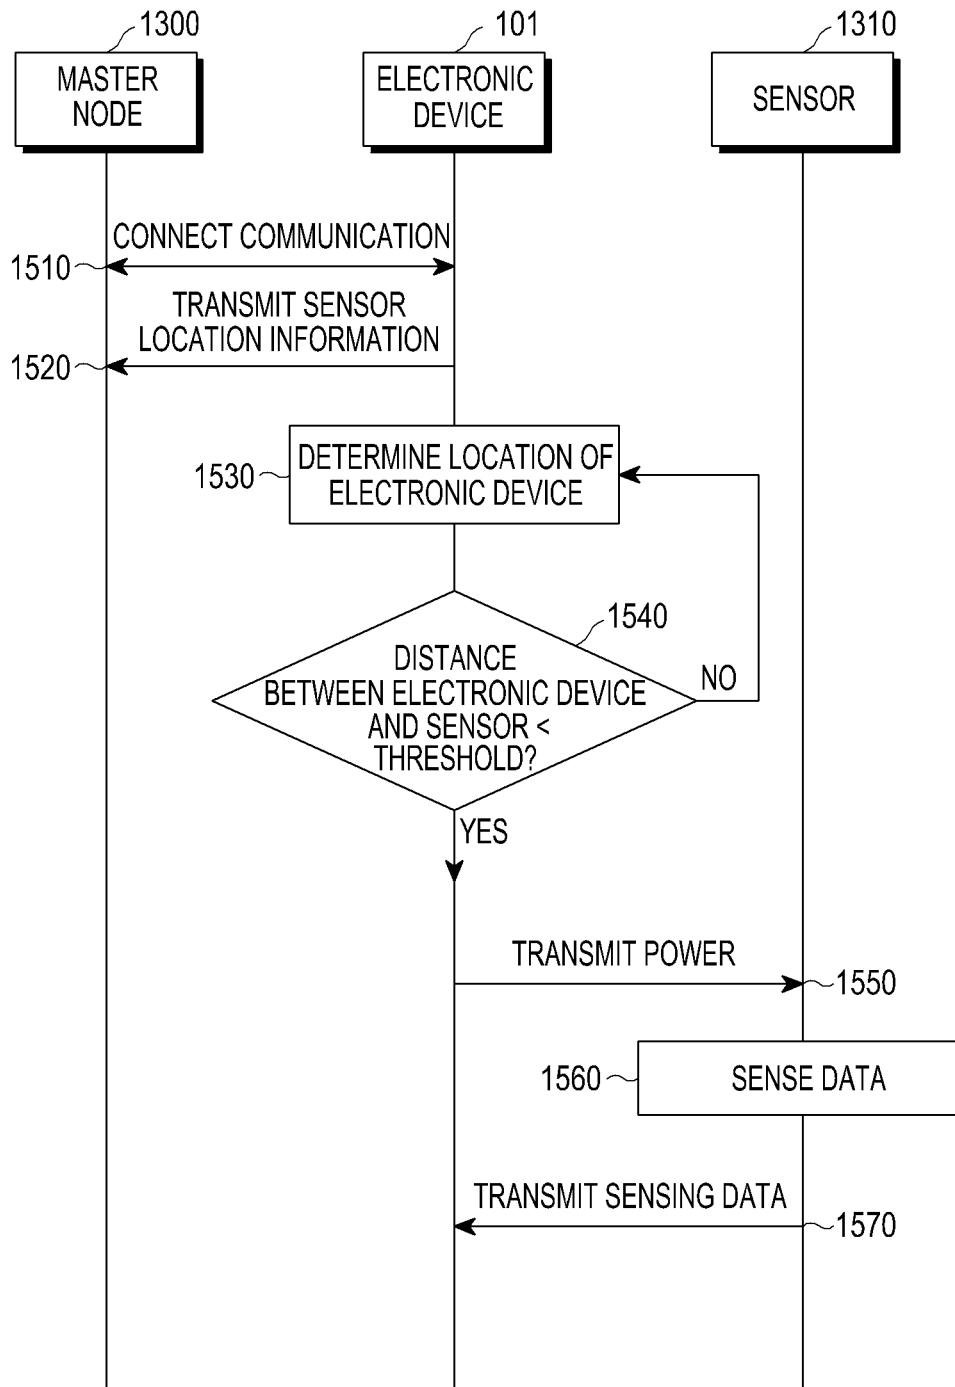 1300
101
1310
MASTER
NODE
ELECTRONIC
DEVICE
SENSOR
CONNECT COMMUNICATION
1510
TRANSMIT SENSOR
LOCATION INFORMATION
1520
1530
DETERMINE LOCATION OF
ELECTRONIC DEVICE
1540
DISTANCE
BETWEEN ELECTRONIC DEVICE
AND SENSOR <
THRESHOLD?
NO
YES
TRANSMIT POWER
1550
1560
SENSE DATA
TRANSMIT SENSING DATA
1570